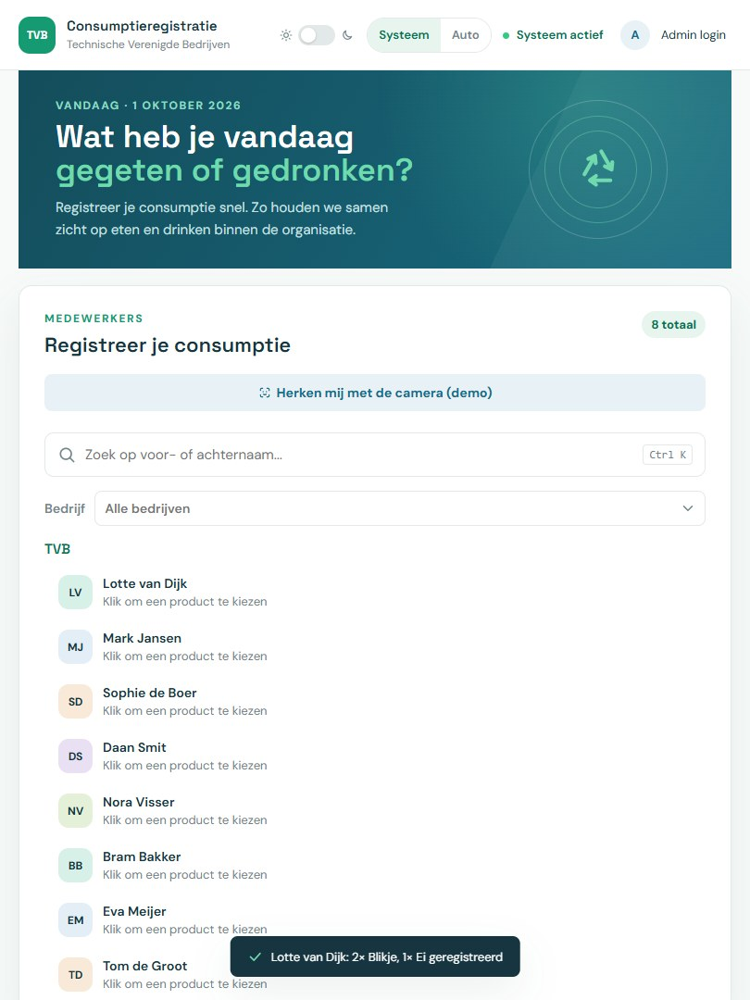 TVB
Consumptieregistratie
Technische Verenigde Bedrijven
Systeem
Auto
Systeem actief
A
Admin login
VANDAAG · 1 OKTOBER 2026
Wat heb je vandaag
gegeten of gedronken?
Registreer je consumptie snel. Zo houden we samen
zicht op eten en drinken binnen de organisatie.
MEDEWERKERS
8 totaal
Registreer je consumptie
Herken mij met de camera (demo)
Zoek op voor- of achternaam...
Ctrl K
Bedrijf
Alle bedrijven
TVB
LV
Lotte van Dijk
Klik om een product te kiezen
MJ
Mark Jansen
Klik om een product te kiezen
SD
Sophie de Boer
Klik om een product te kiezen
DS
Daan Smit
Klik om een product te kiezen
NV
Nora Visser
Klik om een product te kiezen
BB
Bram Bakker
Klik om een product te kiezen
EM
Eva Meijer
Klik om een product te kiezen
TD
Tom de Groot
Klik om een product te kiezen
Lotte van Dijk: 2× Blikje, 1× Ei geregistreerd